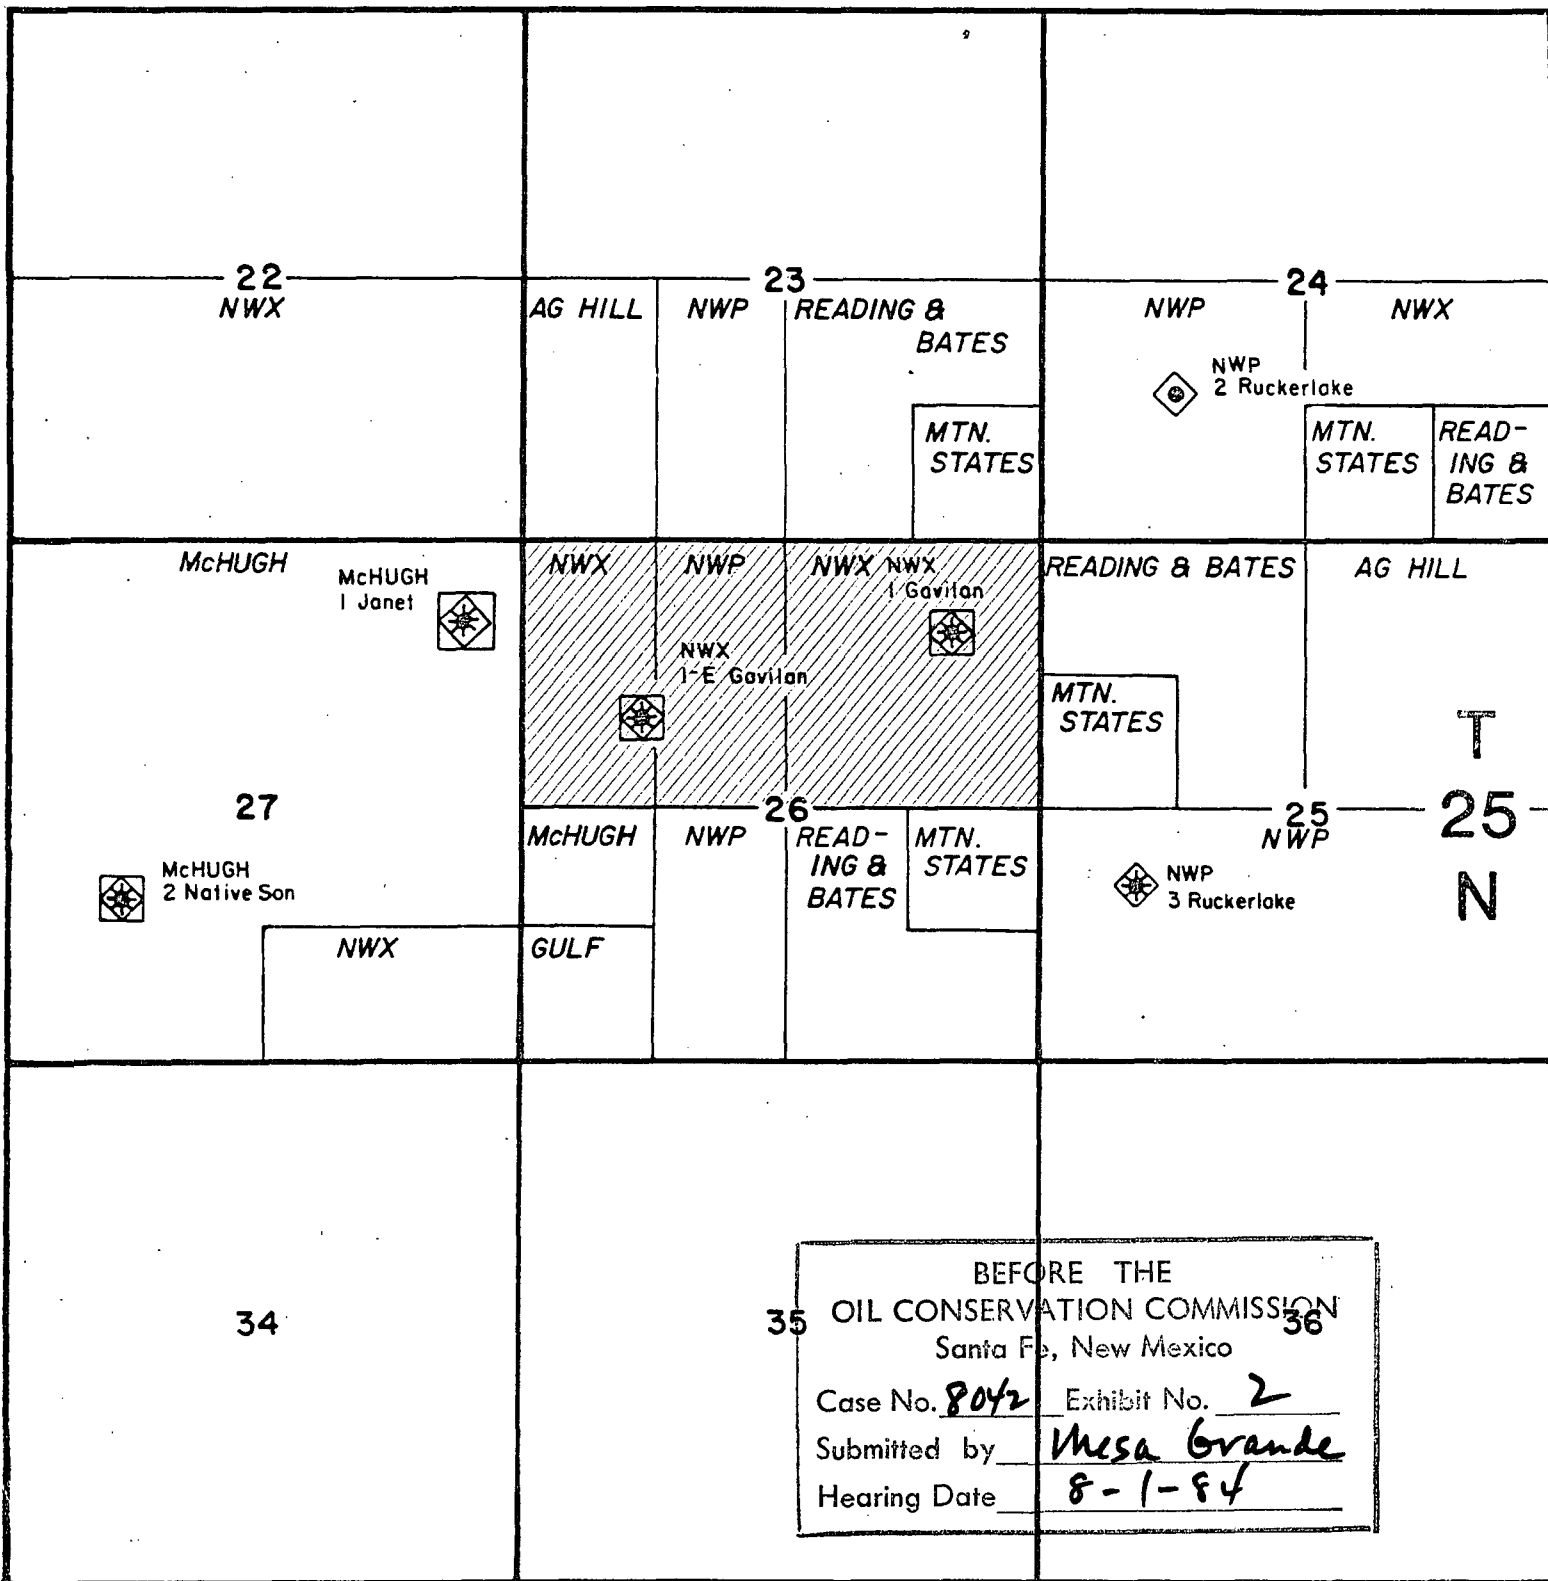 22
NWX
23
AG HILL
NWP
READING &
BATES
MTN.
STATES
24
NWP
NWX
NWP
2 Ruckerlake
MTN.
STATES
READ-
ING &
BATES
McHUGH
McHUGH
1 Janet
27
McHUGH
2 Native Son
NWX
NWX
NWP
NWX
NWX
1 Gavilan
NWX
1-E Gavilan
26
McHUGH
NWP
READ-
ING &
BATES
MTN.
STATES
GULF
READING & BATES
AG HILL
MTN.
STATES
25
NWP
NWP
3 Ruckerlake
T
25
N
34
35
36
BEFORE THE
OIL CONSERVATION COMMISSION
Santa Fe, New Mexico
Case No. 8042 Exhibit No. 2
Submitted by Mesa Grande
Hearing Date 8-1-84